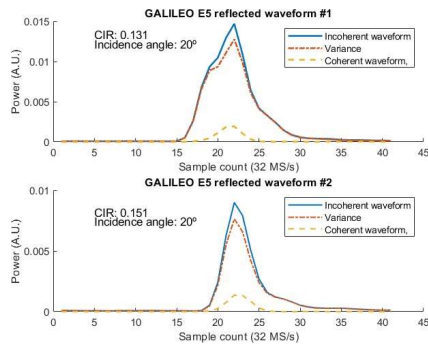 GALILEO E5 reflected waveform #1
CIR: 0.131
Incidence angle: 20º
Incoherent waveform
Variance
Coherent waveform,
Power (A.U.)
0.015
0.01
0.005
0
0 5 10 15 20 25 30 35 40 45
Sample count (32 MS/s)
GALILEO E5 reflected waveform #2
CIR: 0.151
Incidence angle: 20º
Incoherent waveform
Variance
Coherent waveform,
Power (A.U.)
0.01
0.005
0
0 5 10 15 20 25 30 35 40 45
Sample count (32 MS/s)